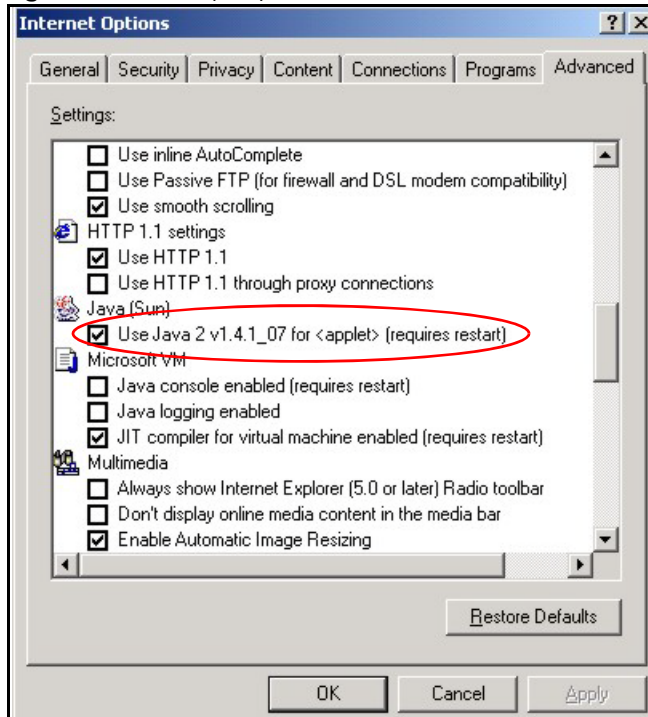 Internet Options
General Security Privacy Content Connections Programs Advanced
Settings:
Use inline AutoComplete
Use Passive FTP (for firewall and DSL modem compatibility)
Use smooth scrolling
HTTP 1.1 settings
Use HTTP 1.1
Use HTTP 1.1 through proxy connections
Java (Sun)
Use Java 2 v1.4.1_07 for <applet> (requires restart)
Microsoft VM
Java console enabled (requires restart)
Java logging enabled
JIT compiler for virtual machine enabled (requires restart)
Multimedia
Always show Internet Explorer (5.0 or later) Radio toolbar
Don't display online media content in the media bar
Enable Automatic Image Resizing
Restore Defaults
OK Cancel Apply